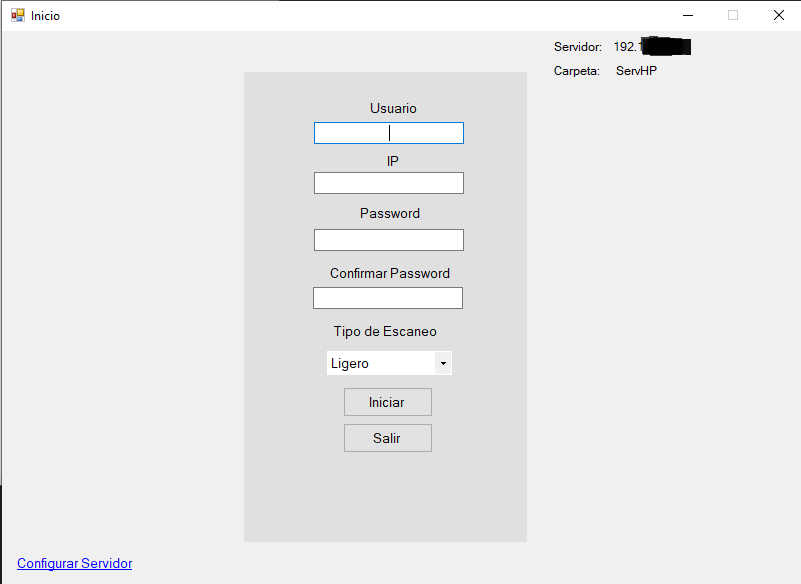 Inicio
Servidor: 192.1
Carpeta: ServHP
Usuario
IP
Password
Confirmar Password
Tipo de Escaneo
Ligero
Iniciar
Salir
Configurar Servidor